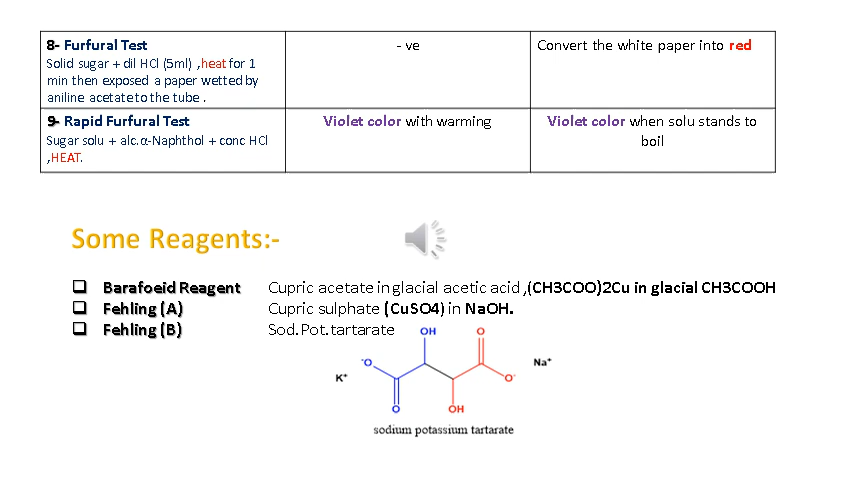 8- Furfural Test
Solid sugar + dil HCl (5ml) ,heat for 1
min then exposed a paper wetted by
aniline acetate to the tube .
- ve
Convert the white paper into red
9- Rapid Furfural Test
Sugar solu + alc.α-Naphthol + conc HCl
,HEAT.
Violet color with warming
Violet color when solu stands to
boil
Some Reagents:-
Barafoeid Reagent Cupric acetate in glacial acetic acid ,(CH3COO)2Cu in glacial CH3COOH
Fehling (A) Cupric sulphate (CuSO4) in NaOH.
Fehling (B) Sod.Pot.tartarate
OH O
-O Na+
K+ O-
O OH
sodium potassium tartarate